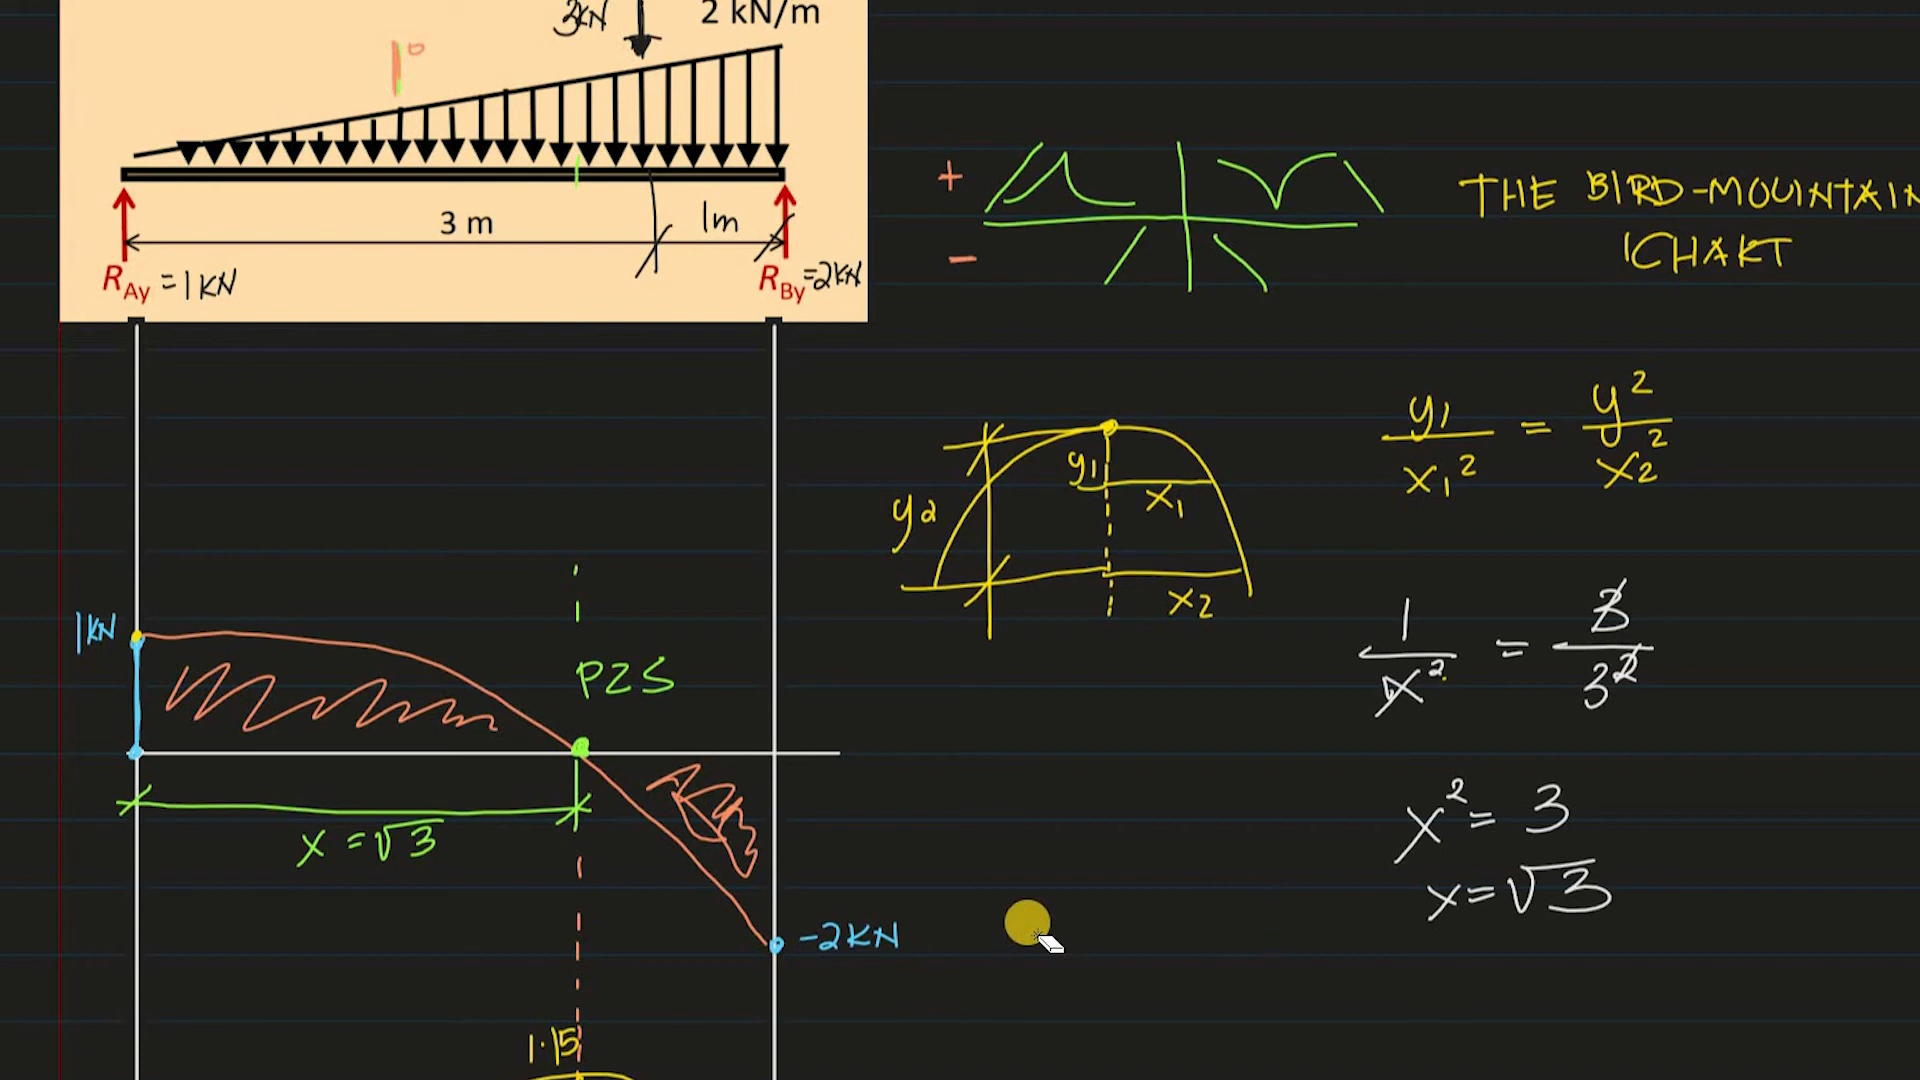 3KN
2 kN/m
1°
3 m
1m
RAy = 1KN
RBy = 2KN
+
-
THE BIRD-MOUNTAIN
CHART
y1/x1² = y²/x2²
y2
y1
x1
x2
1/x² = 3/3²
x² = 3
x = √3
1KN
PZS
x = √3
-2KN
1.15